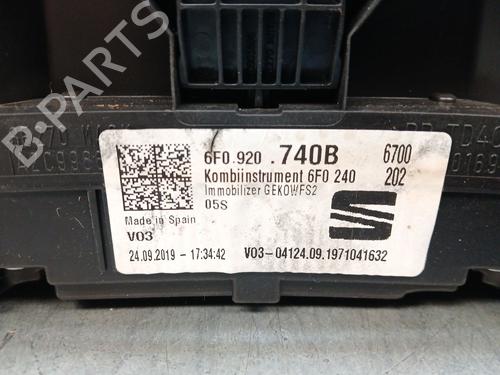 B-PARTS
6F0.920 .740B 6700
Kombiinstrument 6F0 240 202
Immobilizer GEKOWFS2
05S
Made in Spain
V03
24.09.2019 - 17:34:42 V03-04124.09.1971041632